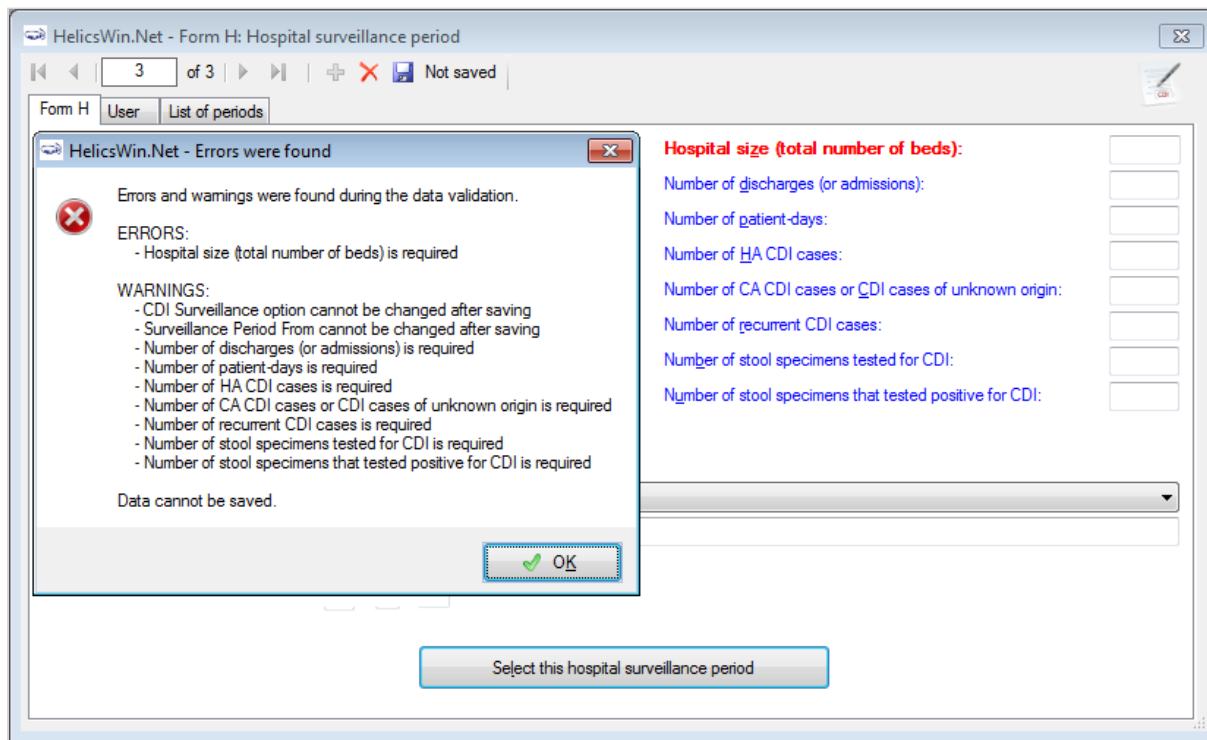 HelicsWin.Net - Form H: Hospital surveillance period
3 of 3 Not saved
CDI
Form H User List of periods
HelicsWin.Net - Errors were found
Errors and warnings were found during the data validation.
ERRORS:
- Hospital size (total number of beds) is required
WARNINGS:
- CDI Surveillance option cannot be changed after saving
- Surveillance Period From cannot be changed after saving
- Number of discharges (or admissions) is required
- Number of patient-days is required
- Number of HA CDI cases is required
- Number of CA CDI cases or CDI cases of unknown origin is required
- Number of recurrent CDI cases is required
- Number of stool specimens tested for CDI is required
- Number of stool specimens that tested positive for CDI is required
Data cannot be saved.
OK
Hospital size (total number of beds):
Number of discharges (or admissions):
Number of patient-days:
Number of HA CDI cases:
Number of CA CDI cases or CDI cases of unknown origin:
Number of recurrent CDI cases:
Number of stool specimens tested for CDI:
Number of stool specimens that tested positive for CDI:
Select this hospital surveillance period